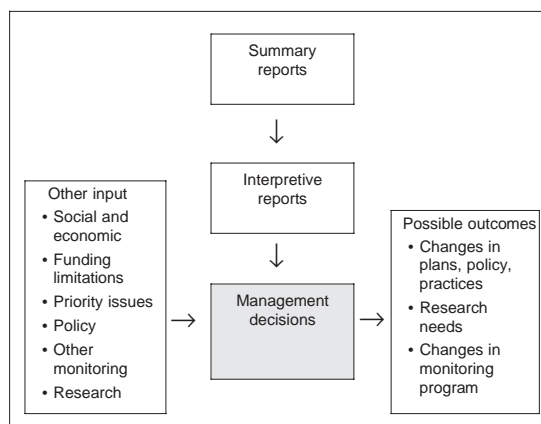 Summary
reports
Interpretive
reports
Other input
• Social and
economic
• Funding
limitations
• Priority issues
• Policy
• Other
monitoring
• Research
Management
decisions
Possible outcomes
• Changes in
plans, policy,
practices
• Research
needs
• Changes in
monitoring
program